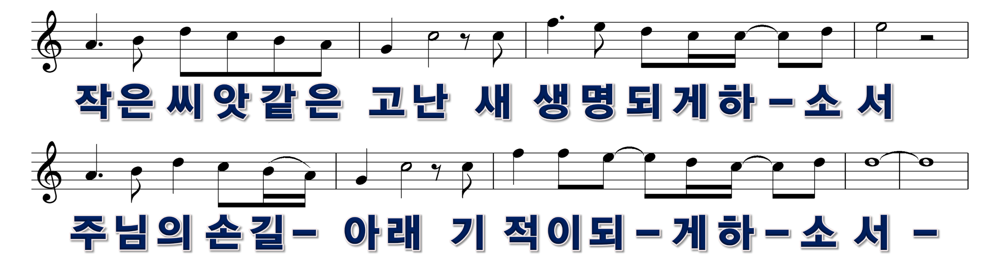 작은씨앗같은 고난 새 생명되게하-소 서
주님의손길- 아래 기 적이되-게하-소 서 -